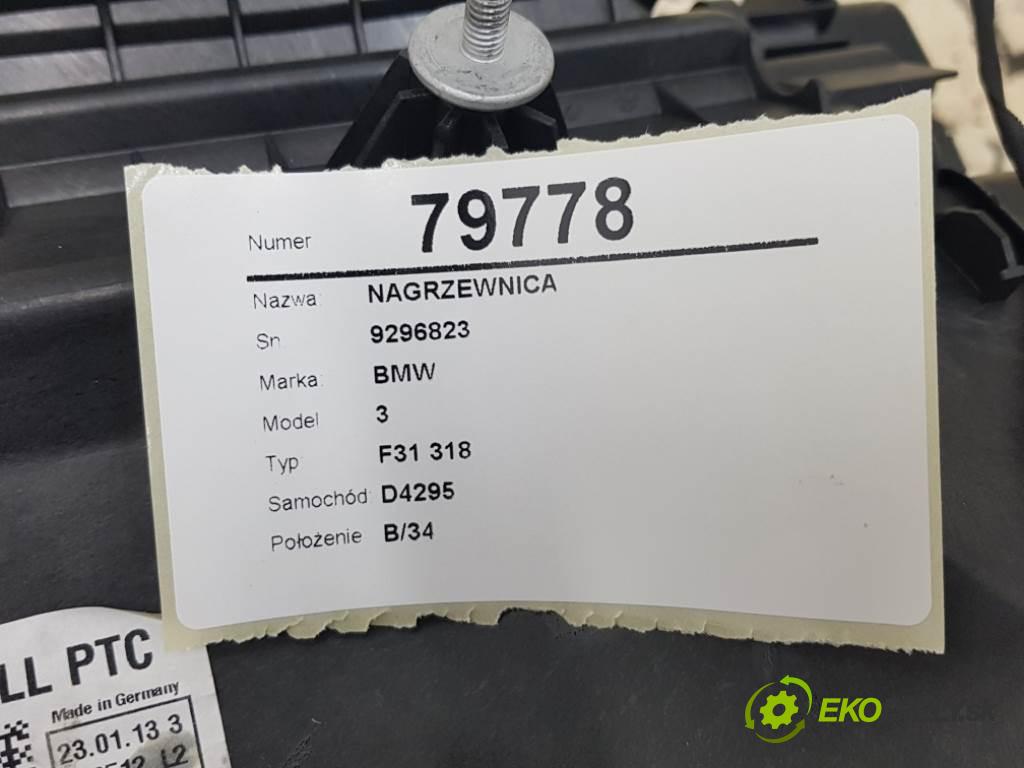 Numer 79778
Nazwa: NAGRZEWNICA
Sn 9296823
Marka: BMW
Model 3
Typ F31 318
Samochód: D4295
Położenie B/34
LL PTC
Made in Germany
23.01.13 3
L2
EKO